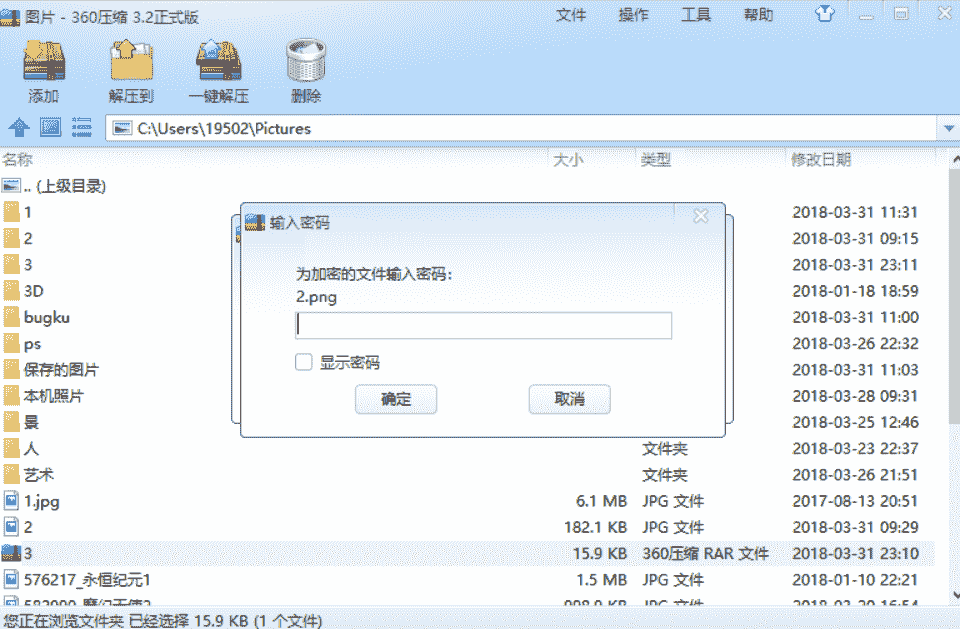 图片 - 360压缩 3.2正式版 文件 操作 工具 帮助
添加 解压到 一键解压 删除
C:\Users\19502\Pictures
名称 大小 类型 修改日期
.. (上级目录)
1 2018-03-31 11:31
2 2018-03-31 09:15
3 2018-03-31 23:11
3D 2018-01-18 18:59
bugku 2018-03-31 11:00
ps 2018-03-26 22:32
保存的图片 2018-03-31 11:03
本机照片 2018-03-28 09:31
景 2018-03-25 12:46
人 文件夹 2018-03-23 22:37
艺术 文件夹 2018-03-26 21:51
1.jpg 6.1 MB JPG 文件 2017-08-13 20:51
2 182.1 KB JPG 文件 2018-03-31 09:29
3 15.9 KB 360压缩 RAR 文件 2018-03-31 23:10
576217_永恒纪元1 1.5 MB JPG 文件 2018-01-10 22:21
您正在浏览文件夹 已经选择 15.9 KB (1 个文件)
输入密码
为加密的文件输入密码:
2.png
显示密码
确定 取消